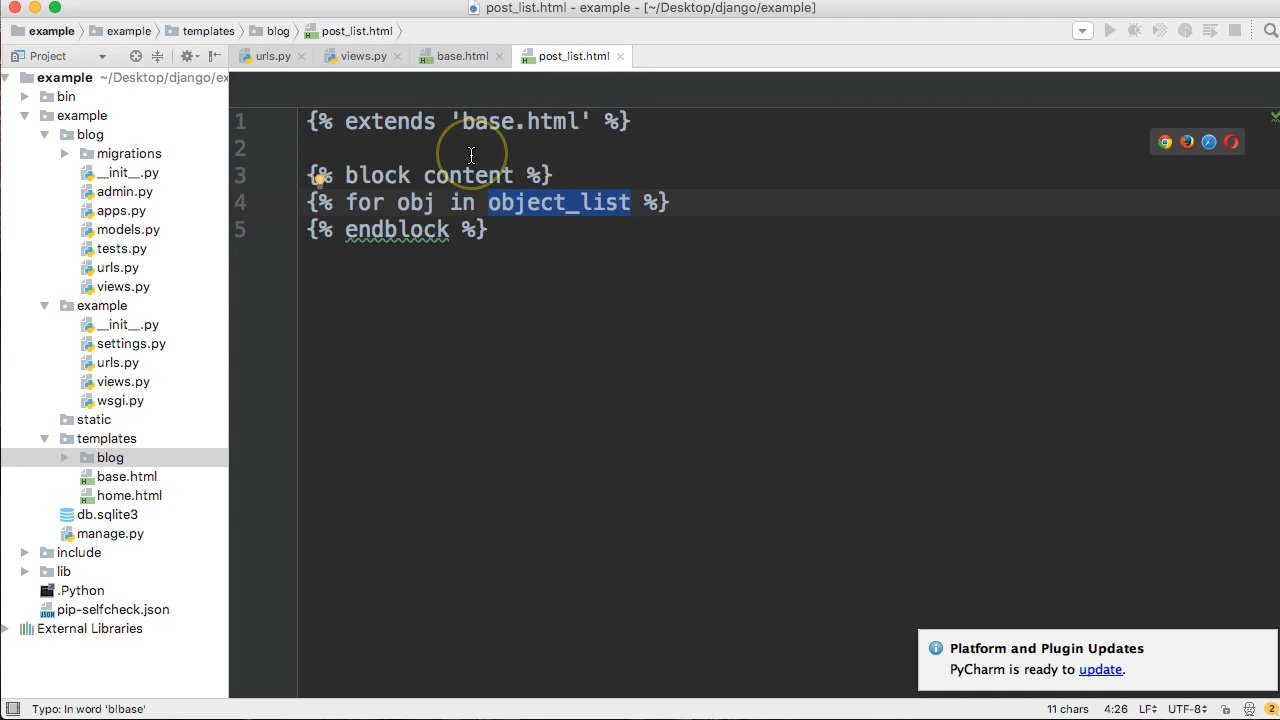 post_list.html - example - [~/Desktop/django/example]
example example templates blog post_list.html
Project urls.py views.py base.html post_list.html
example ~/Desktop/django/ex
bin
example
blog
migrations
__init__.py
admin.py
apps.py
models.py
tests.py
urls.py
views.py
example
__init__.py
settings.py
urls.py
views.py
wsgi.py
static
templates
blog
base.html
home.html
db.sqlite3
manage.py
include
lib
.Python
pip-selfcheck.json
External Libraries
1 {% extends 'base.html' %}
2
3 {% block content %}
4 {% for obj in object_list %}
5 {% endblock %}
Platform and Plugin Updates
PyCharm is ready to update.
Typo: In word 'blbase' 11 chars 4:26 LF UTF-8 2